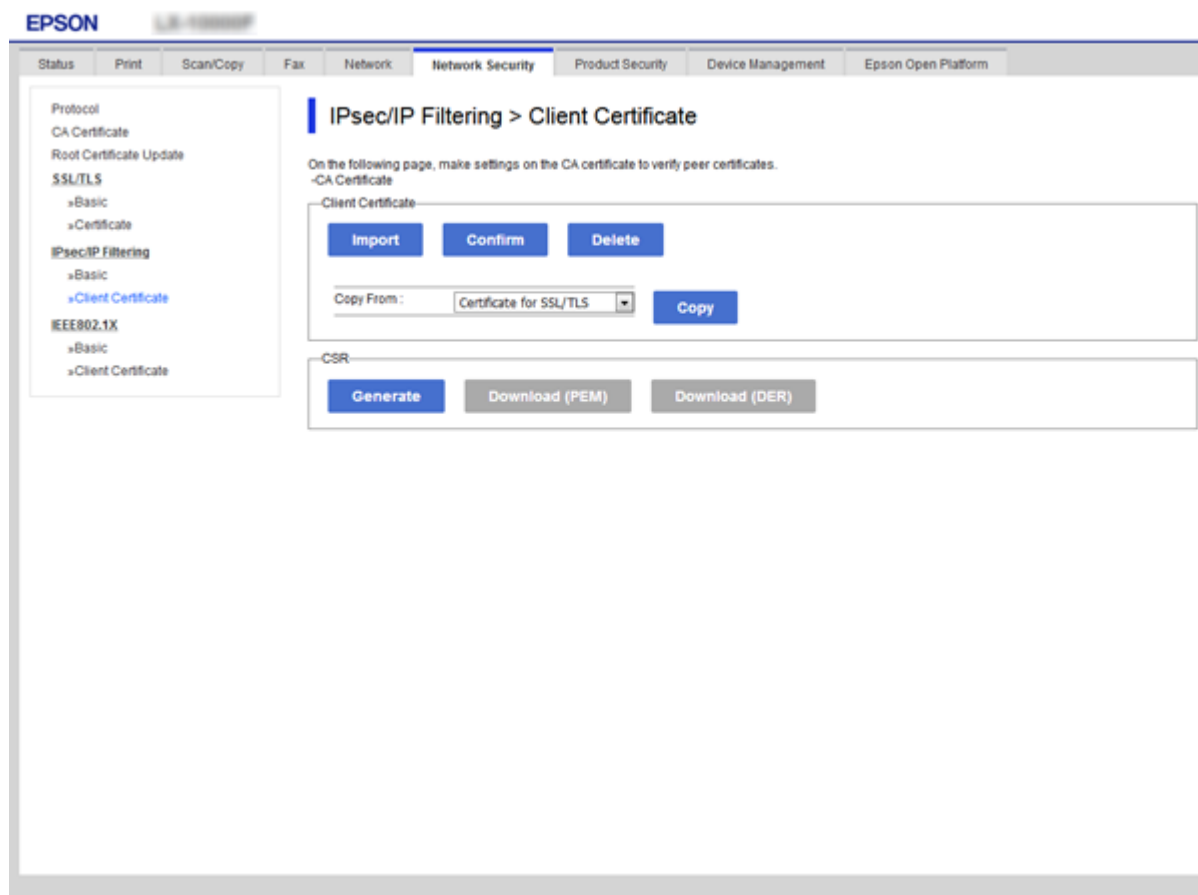 EPSON
Status Print Scan/Copy Fax Network Network Security Product Security Device Management Epson Open Platform
Protocol
CA Certificate
Root Certificate Update
SSL/TLS
»Basic
»Certificate
IPsec/IP Filtering
»Basic
»Client Certificate
IEEE802.1X
»Basic
»Client Certificate
IPsec/IP Filtering > Client Certificate
On the following page, make settings on the CA certificate to verify peer certificates.
-CA Certificate
Client Certificate
Import Confirm Delete
Copy From : Certificate for SSL/TLS Copy
CSR
Generate Download (PEM) Download (DER)